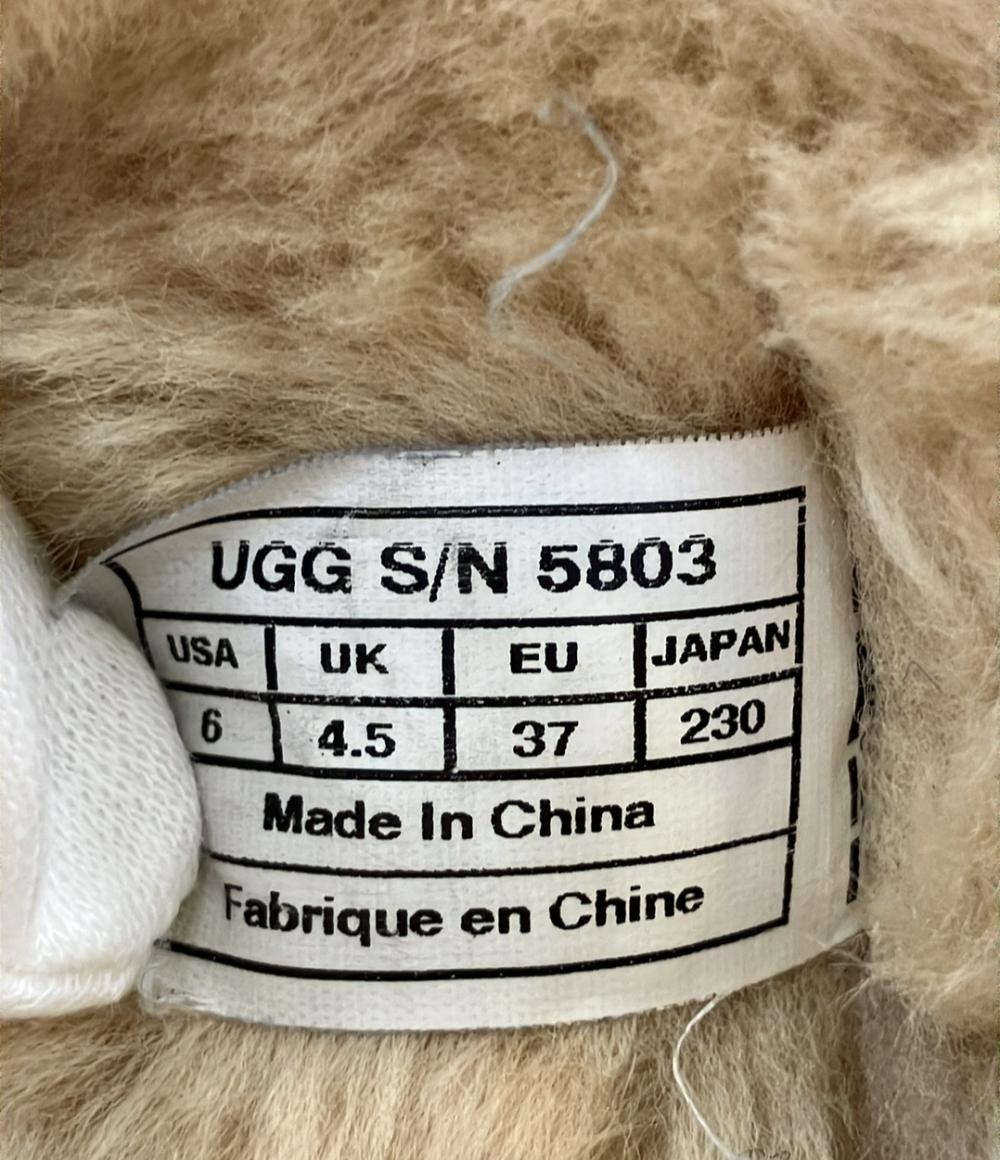 UGG S/N 5803
USA UK EU JAPAN
6 4.5 37 230
Made In China
Fabrique en Chine